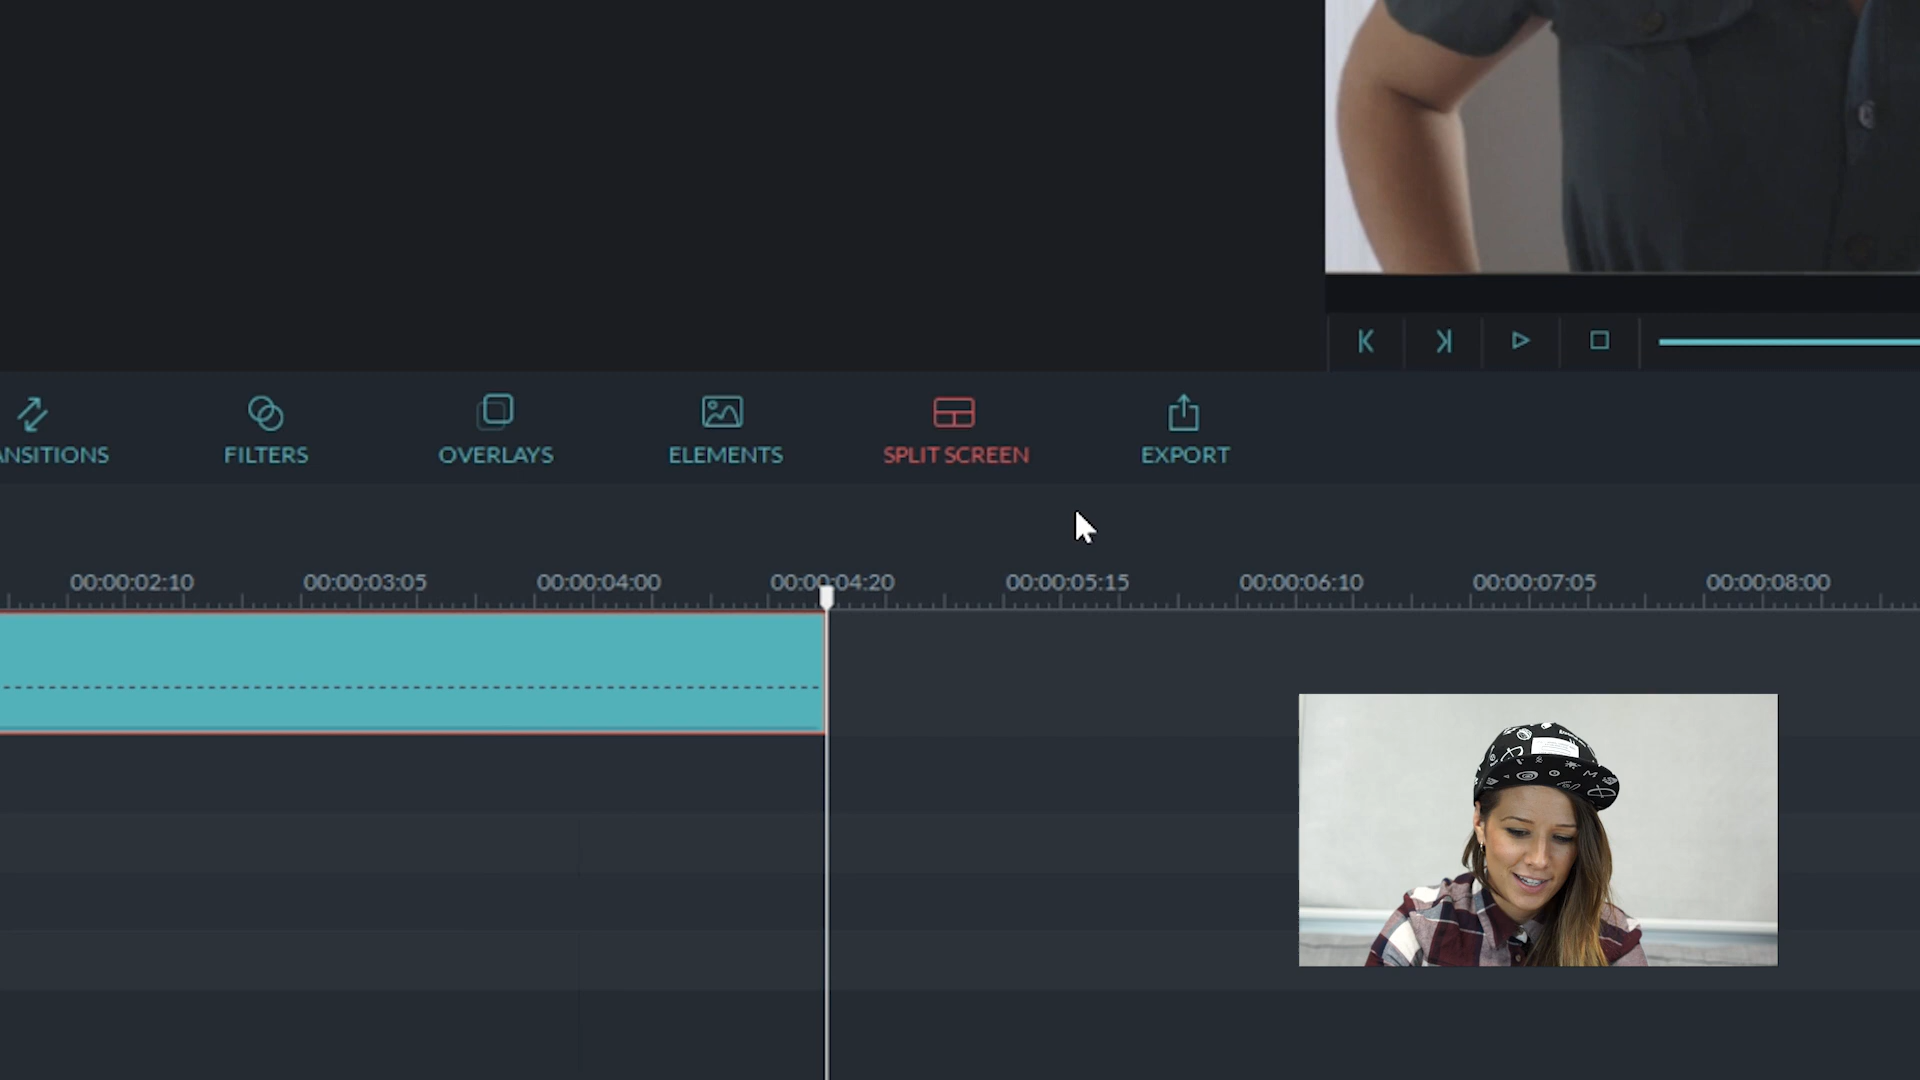 ANSITIONS
FILTERS
OVERLAYS
ELEMENTS
SPLIT SCREEN
EXPORT
00:00:02:10
00:00:03:05
00:00:04:00
00:00:04:20
00:00:05:15
00:00:06:10
00:00:07:05
00:00:08:00